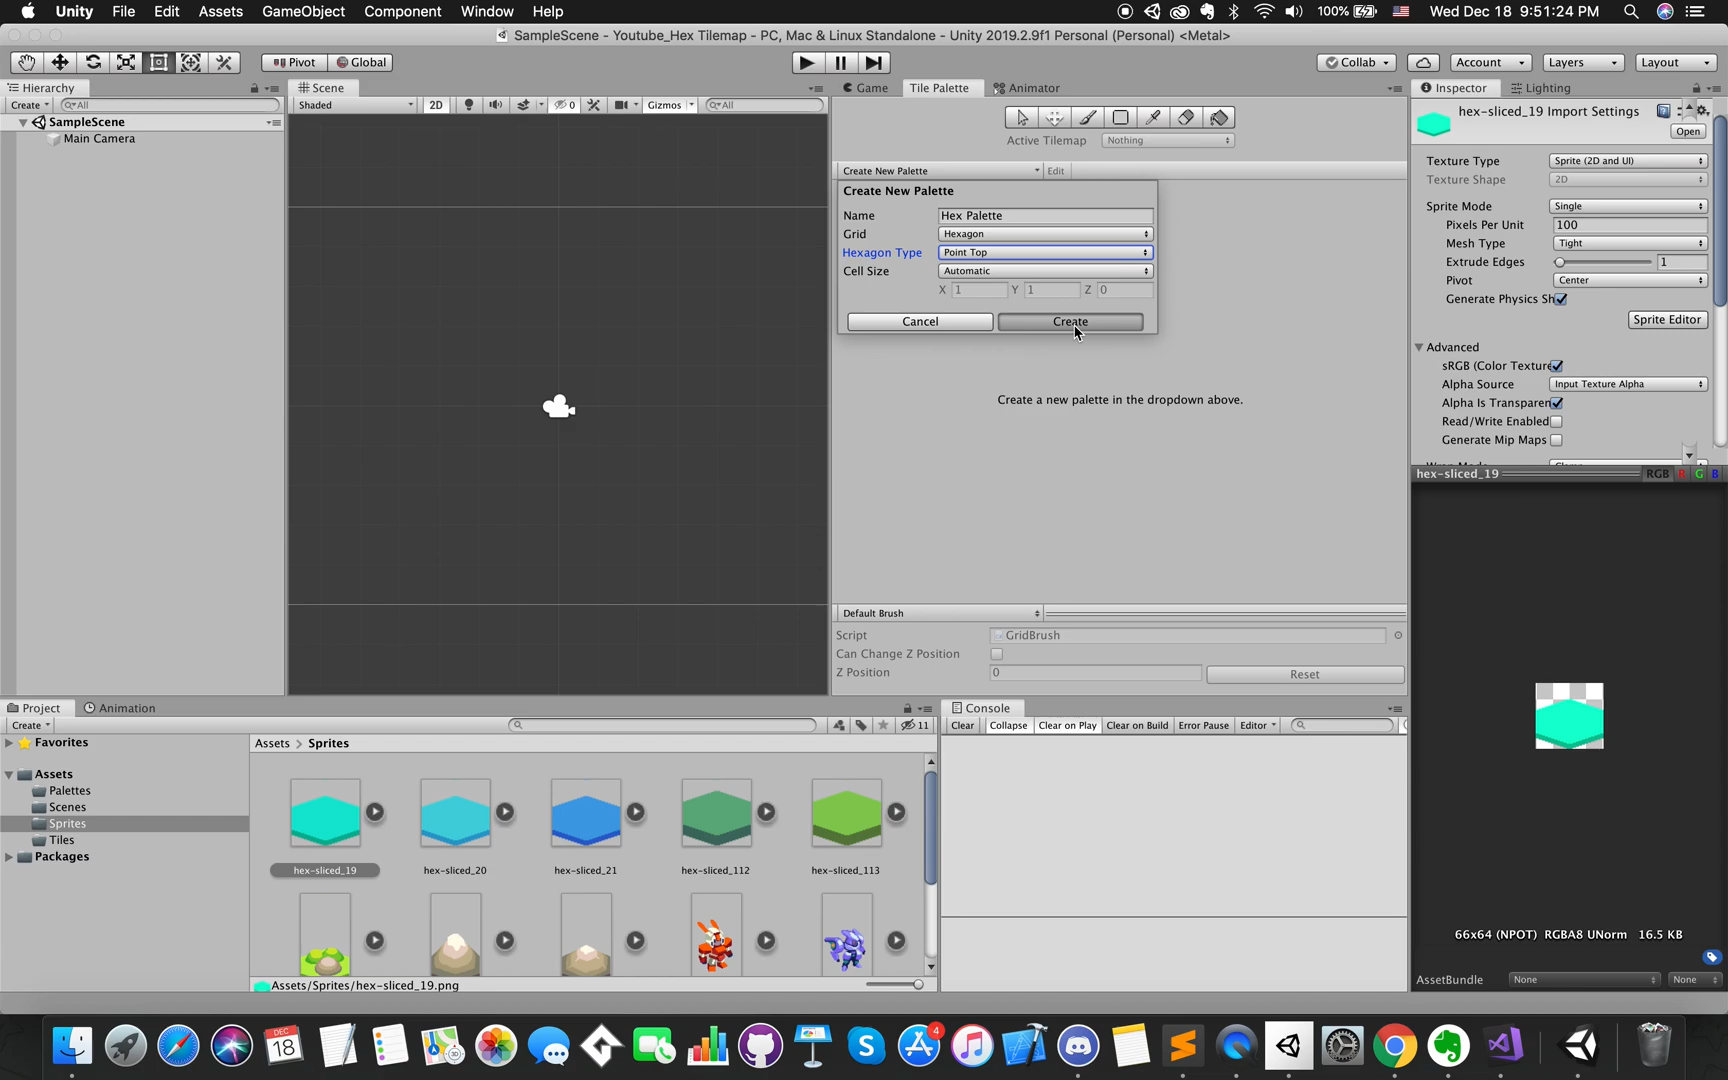 Unity File Edit Assets GameObject Component Window Help 100% Wed Dec 18 9:51:24 PM
SampleScene - Youtube_Hex Tilemap - PC, Mac & Linux Standalone - Unity 2019.2.9f1 Personal (Personal) <Metal>
Pivot Global Collab Account Layers Layout
Hierarchy Scene Game Tile Palette Animator Inspector Lighting
Create All Shaded 2D 0 Gizmos All
SampleScene
Main Camera
Active Tilemap Nothing
Create New Palette Edit
Create New Palette
Name Hex Palette
Grid Hexagon
Hexagon Type Point Top
Cell Size Automatic
X 1 Y 1 Z 0
Cancel Create
Create a new palette in the dropdown above.
Default Brush
Script GridBrush
Can Change Z Position
Z Position 0 Reset
hex-sliced_19 Import Settings
Open
Texture Type Sprite (2D and UI)
Texture Shape 2D
Sprite Mode Single
Pixels Per Unit 100
Mesh Type Tight
Extrude Edges 1
Pivot Center
Generate Physics Sh
Sprite Editor
Advanced
sRGB (Color Texture
Alpha Source Input Texture Alpha
Alpha Is Transparen
Read/Write Enabled
Generate Mip Maps
hex-sliced_19 RGB R G B
66x64 (NPOT) RGBA8 UNorm 16.5 KB
AssetBundle None None
Project Animation
Create 11
Favorites
Assets
Palettes
Scenes
Sprites
Tiles
Packages
Assets > Sprites
hex-sliced_19 hex-sliced_20 hex-sliced_21 hex-sliced_112 hex-sliced_113
Assets/Sprites/hex-sliced_19.png
Console
Clear Collapse Clear on Play Clear on Build Error Pause Editor
DEC
18
4